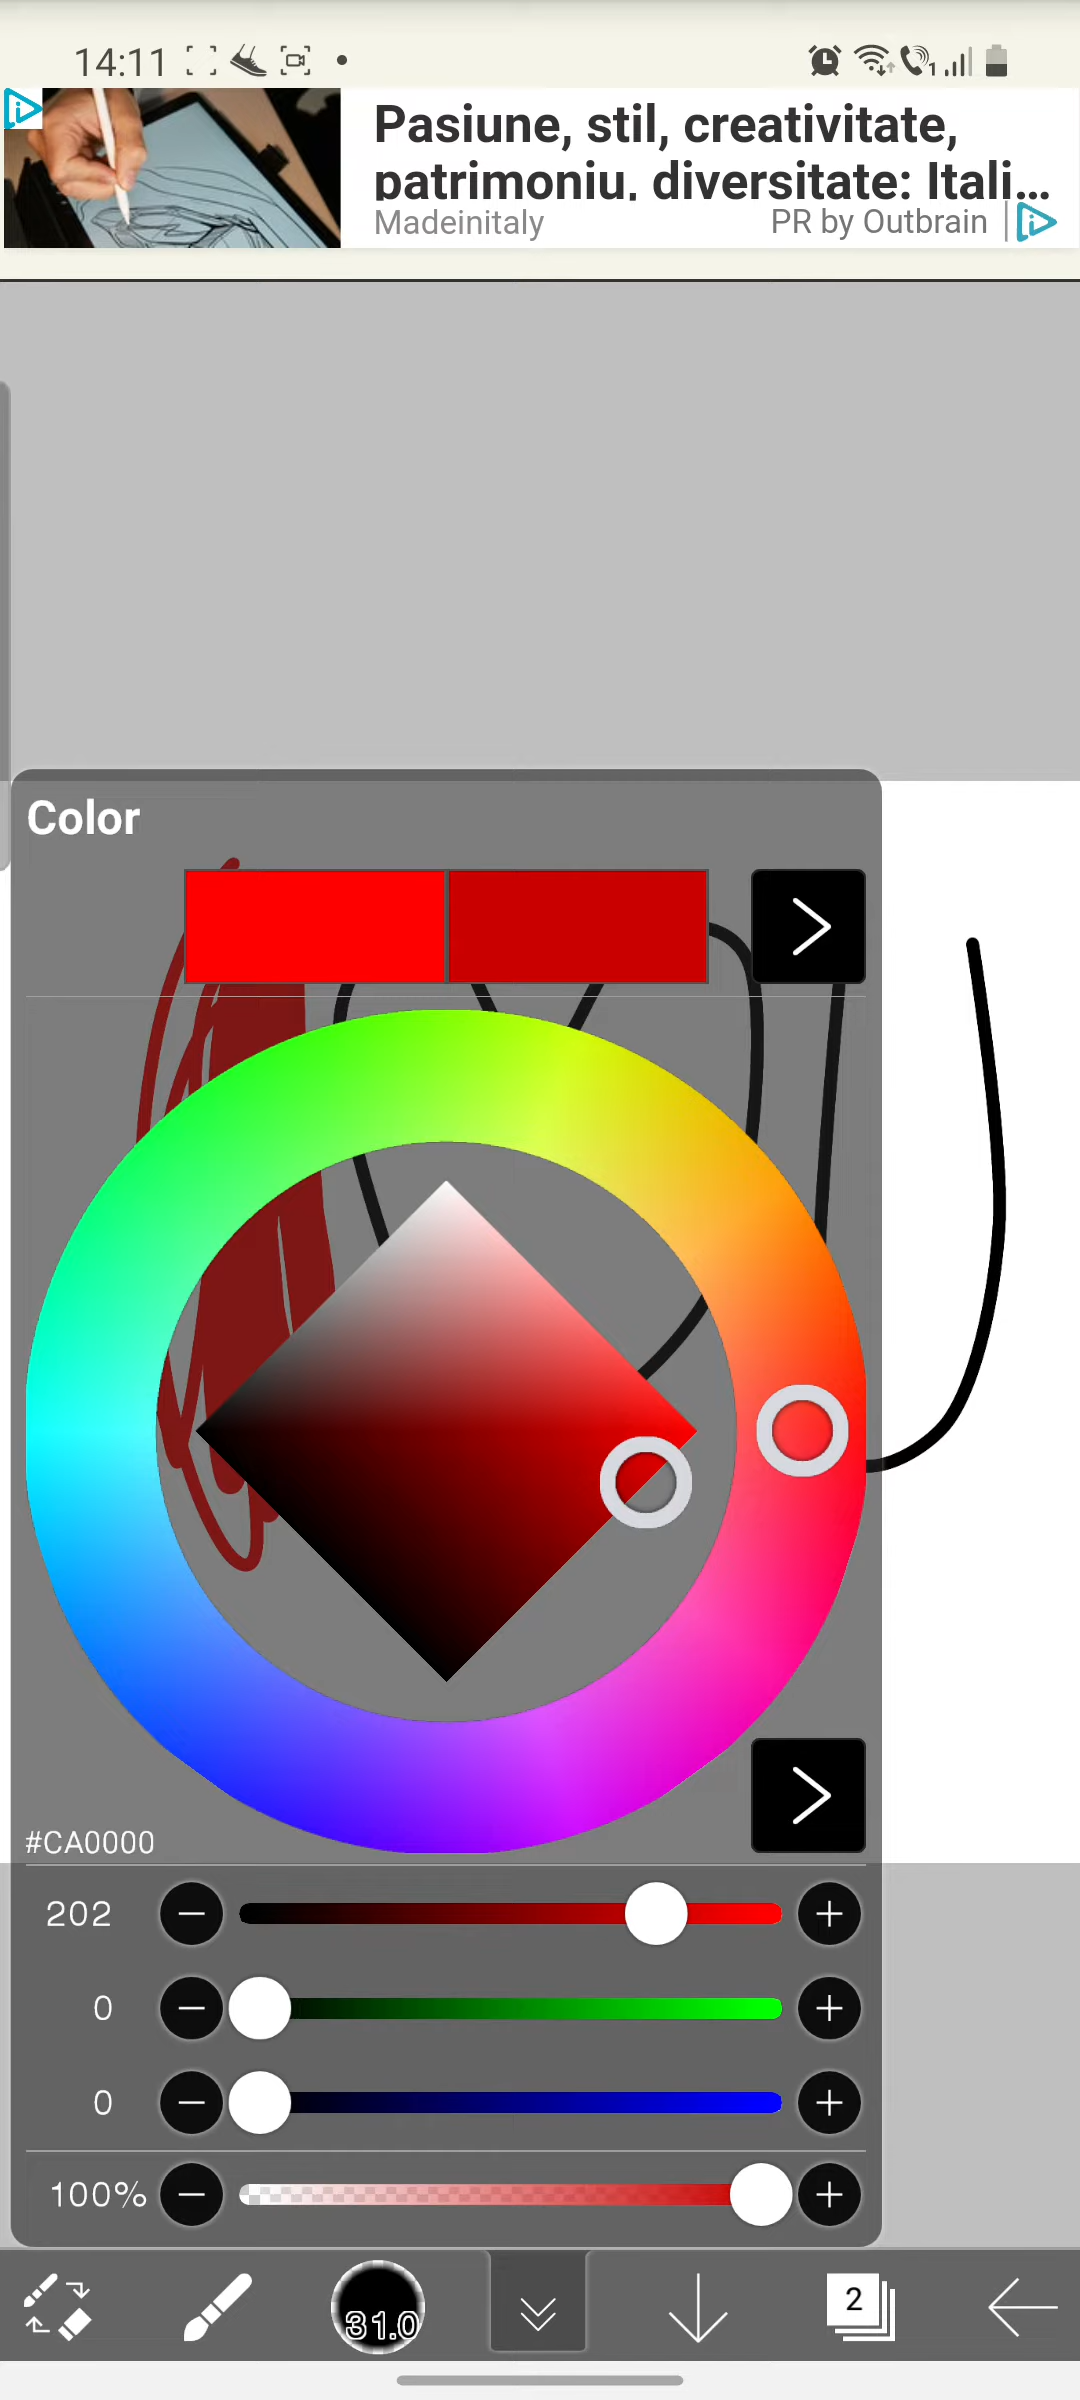 14:11
Pasiune, stil, creativitate,
patrimoniu, diversitate: Itali...
Madeinitaly PR by Outbrain
Color
#CA0000
202
0
0
100%
31.0
2